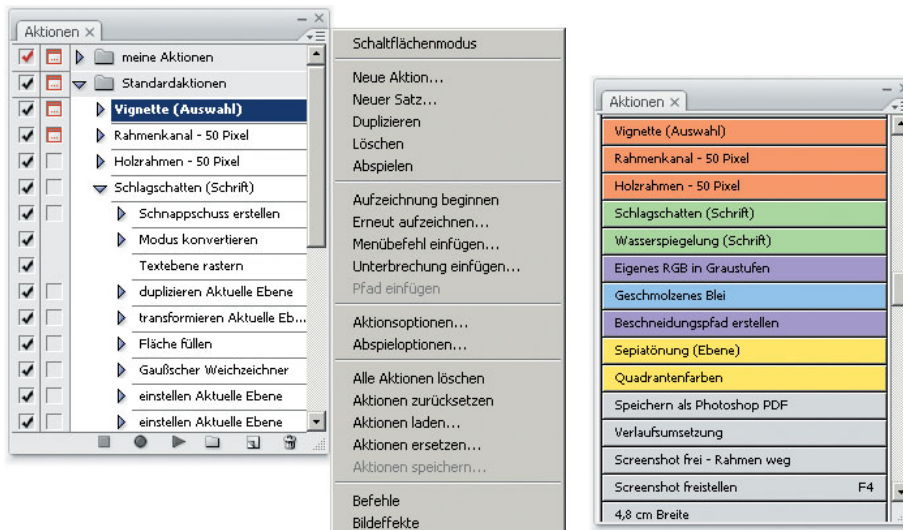 Aktionen
meine Aktionen
Standardaktionen
Vignette (Auswahl)
Rahmenkanal - 50 Pixel
Holzrahmen - 50 Pixel
Schlagschatten (Schrift)
Schnappschuss erstellen
Modus konvertieren
Textebene rastern
duplizieren Aktuelle Ebene
transformieren Aktuelle Eb...
Fläche füllen
Gaußscher Weichzeichner
einstellen Aktuelle Ebene
einstellen Aktuelle Ebene
Schaltflächenmodus
Neue Aktion...
Neuer Satz...
Duplizieren
Löschen
Abspielen
Aufzeichnung beginnen
Erneut aufzeichnen...
Menübefehl einfügen...
Unterbrechung einfügen...
Pfad einfügen
Aktionsoptionen...
Abspieloptionen...
Alle Aktionen löschen
Aktionen zurücksetzen
Aktionen laden...
Aktionen ersetzen...
Aktionen speichern...
Befehle
Bildeffekte
Aktionen
Vignette (Auswahl)
Rahmenkanal - 50 Pixel
Holzrahmen - 50 Pixel
Schlagschatten (Schrift)
Wasserspiegelung (Schrift)
Eigenes RGB in Graustufen
Geschmolzenes Blei
Beschneidungspfad erstellen
Sepiatönung (Ebene)
Quadrantenfarben
Speichern als Photoshop PDF
Verlaufsumsetzung
Screenshot frei - Rahmen weg
Screenshot freistellen F4
4,8 cm Breite